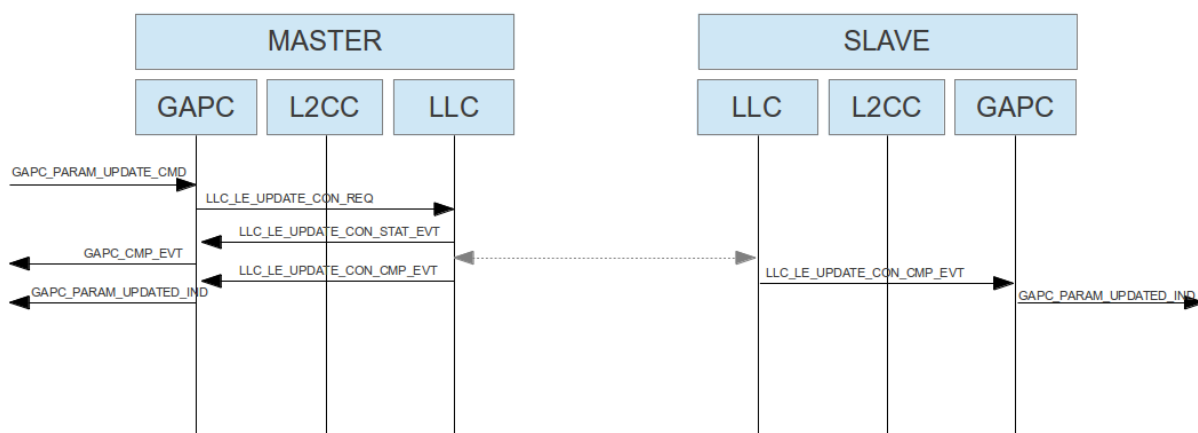 MASTER
SLAVE
GAPC
L2CC
LLC
LLC
L2CC
GAPC
GAPC_PARAM_UPDATE_CMD
LLC_LE_UPDATE_CON_REQ
LLC_LE_UPDATE_CON_STAT_EVT
GAPC_CMP_EVT
LLC_LE_UPDATE_CON_CMP_EVT
LLC_LE_UPDATE_CON_CMP_EVT
GAPC_PARAM_UPDATED_IND
GAPC_PARAM_UPDATED_IND